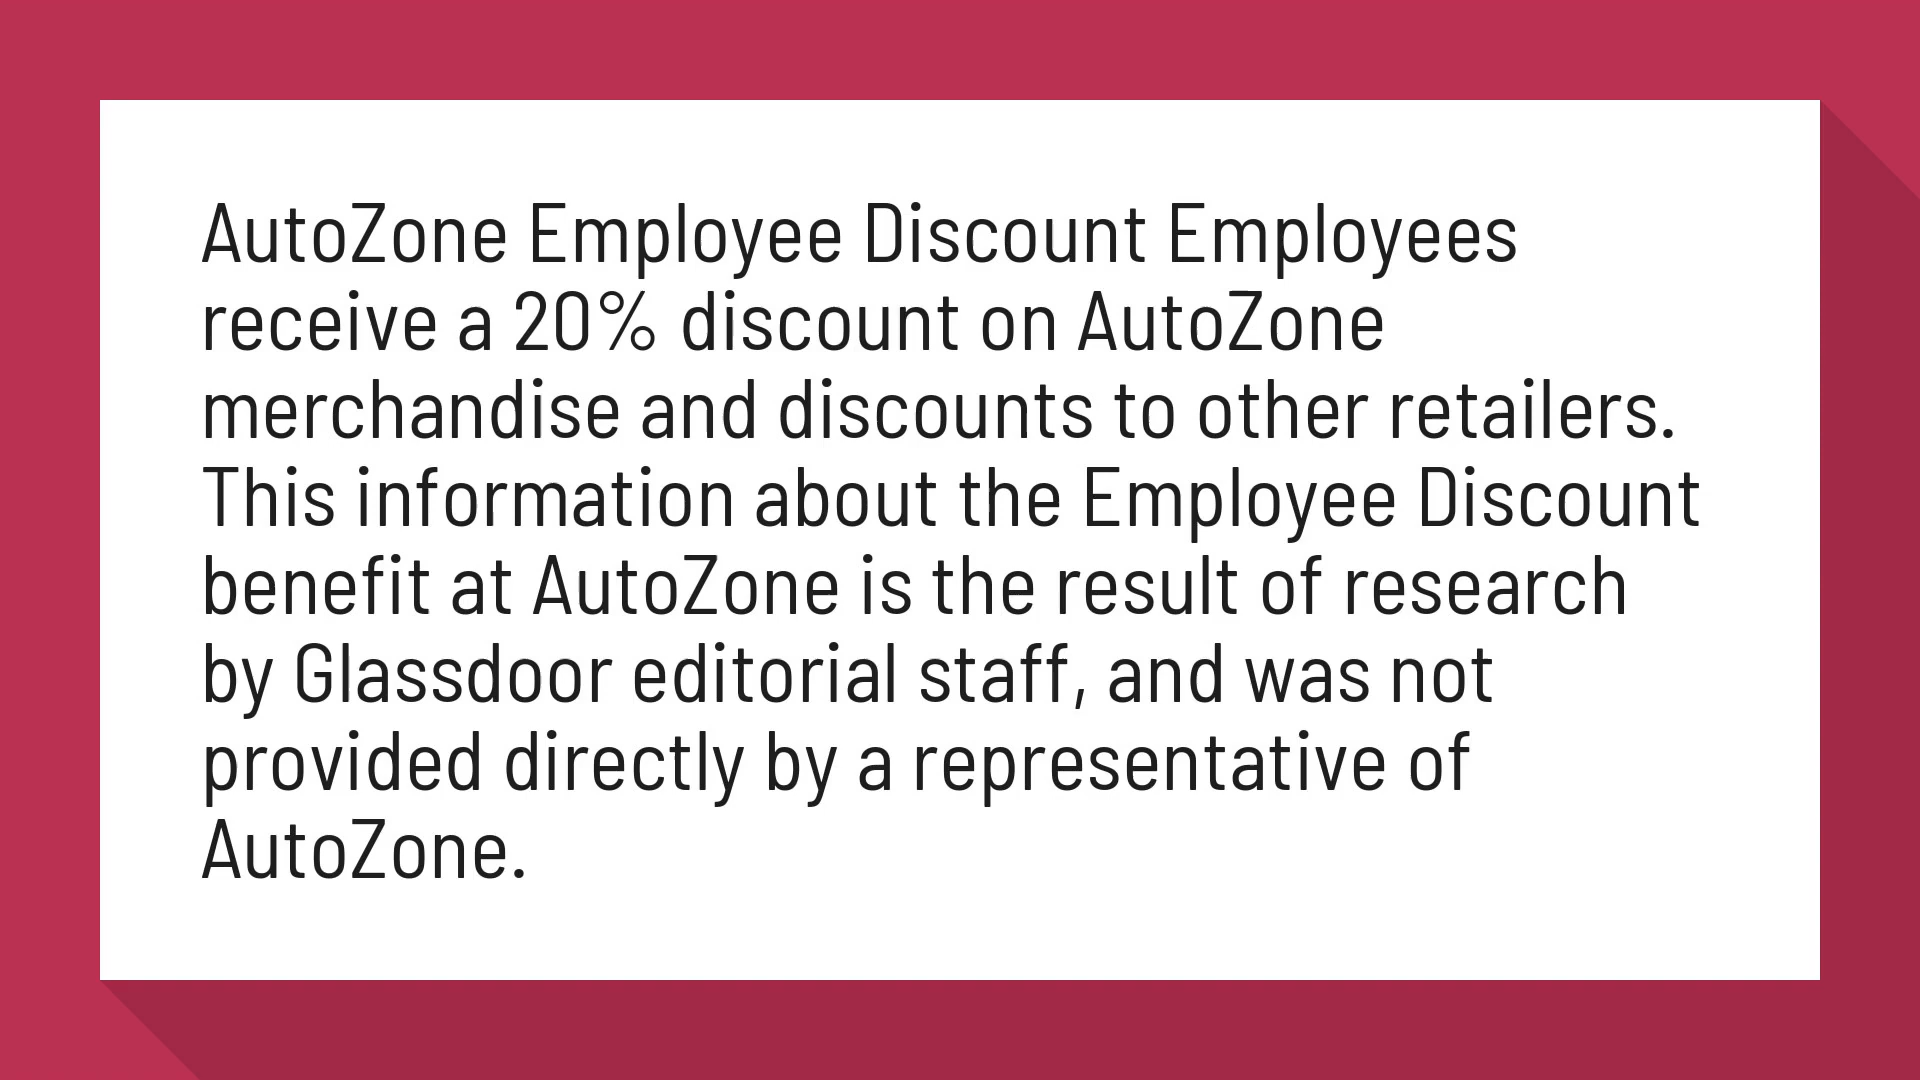 AutoZone Employee Discount Employees
receive a 20% discount on AutoZone
merchandise and discounts to other retailers.
This information about the Employee Discount
benefit at AutoZone is the result of research
by Glassdoor editorial staff, and was not
provided directly by a representative of
AutoZone.